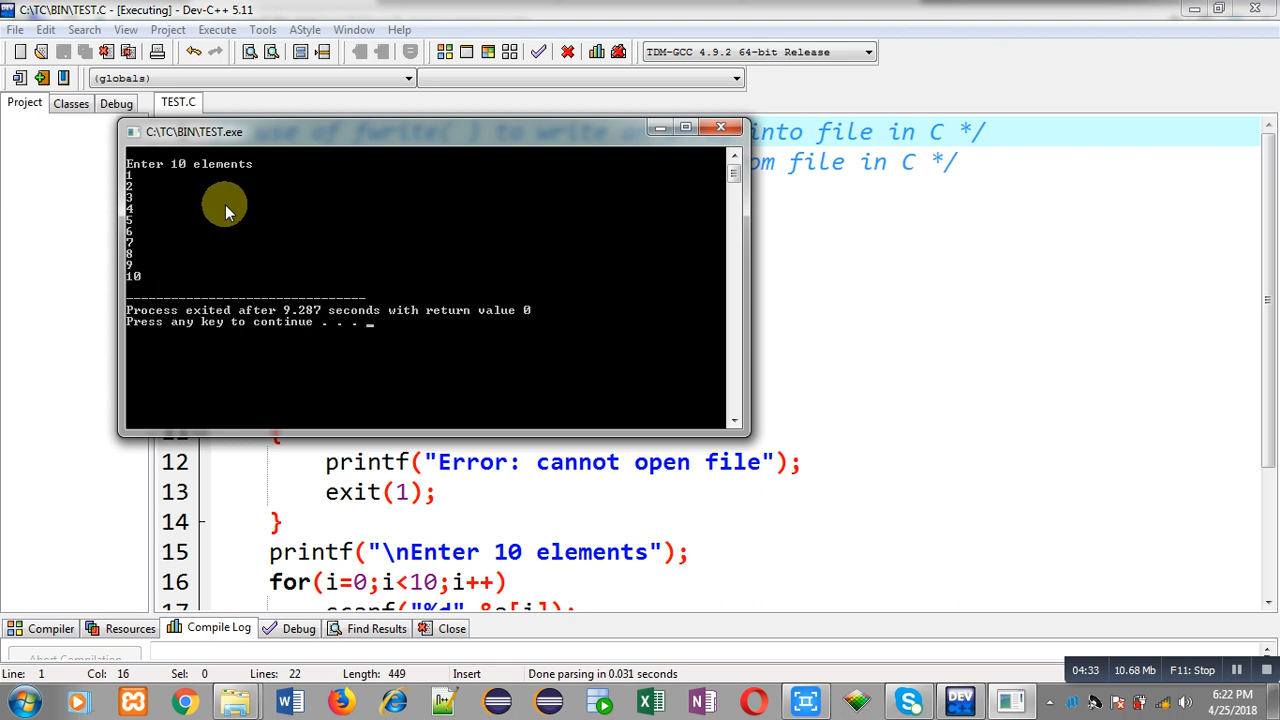 C:\TC\BIN\TEST.C - [Executing] - Dev-C++ 5.11
File Edit Search View Project Execute Tools AStyle Window Help
TDM-GCC 4.9.2 64-bit Release
(globals)
Project Classes Debug TEST.C
C:\TC\BIN\TEST.exe
into file in C */
om file in C */
Enter 10 elements
1
2
3
4
5
6
7
8
9
10
--------------------------------
Process exited after 9.287 seconds with return value 0
Press any key to continue . . . _
{
12 printf("Error: cannot open file");
13 exit(1);
14 }
15 printf("\nEnter 10 elements");
16 for(i=0;i<10;i++)
17 scanf("%d",&a[i]);
Compiler Resources Compile Log Debug Find Results Close
Abort Compilation
Line: 1 Col: 16 Sel: 0 Lines: 22 Length: 449 Insert Done parsing in 0.031 seconds
04:33 10.68 Mb F11: Stop
DEV
6:22 PM
4/25/2018